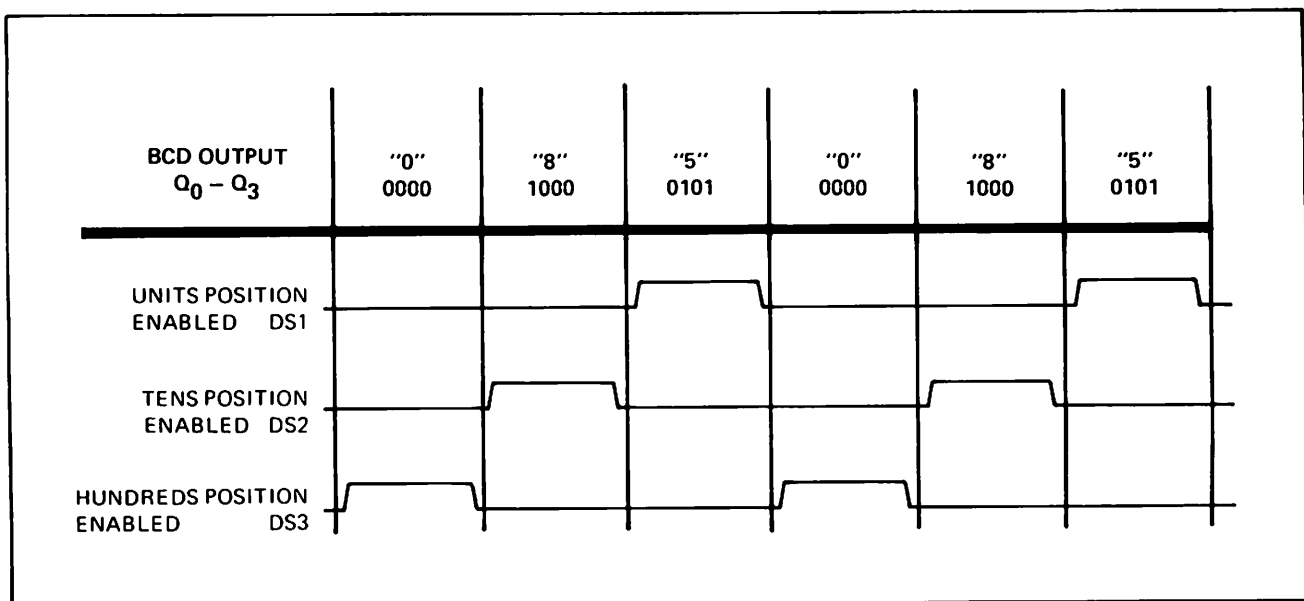 BCD OUTPUT "0" "8" "5" "0" "8" "5"
Q0 – Q3 0000 1000 0101 0000 1000 0101
UNITS POSITION
ENABLED DS1
TENS POSITION
ENABLED DS2
HUNDREDS POSITION
ENABLED DS3